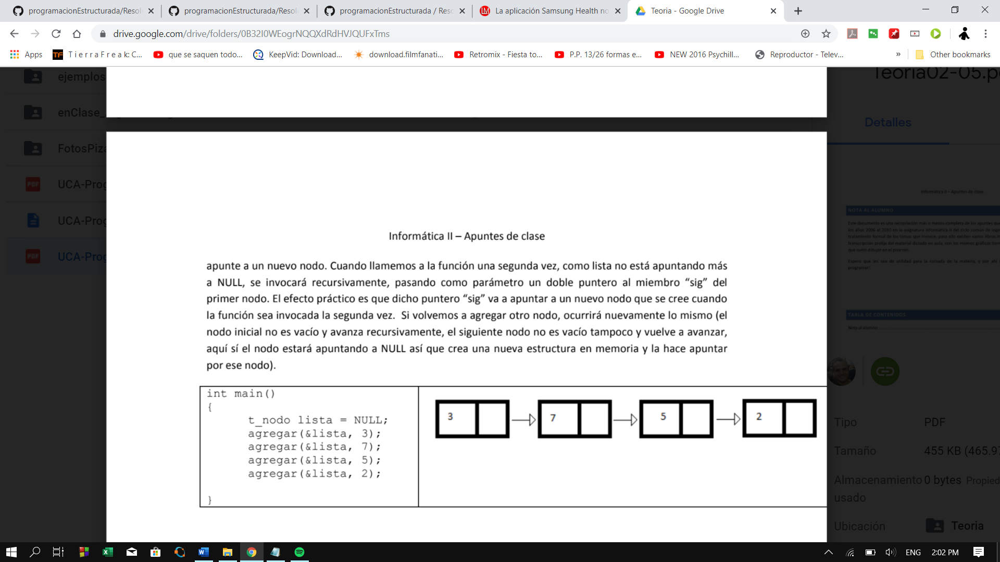 programacionEstructurada/Resol
programacionEstructurada/Resol
programacionEstructurada / Reso
La aplicación Samsung Health no
Teoria - Google Drive
drive.google.com/drive/folders/0B32I0WEogrNQQXdRdHVJQUFxTms
Apps
T i e r r a F r e a k: C...
que se saquen todo...
KeepVid: Download...
download.filmfanati...
Retromix - Fiesta to...
P.P. 13/26 formas e...
NEW 2016 Psychill...
Reproductor - Telev...
»
Other bookmarks
ejemplos
enClase_
FotosPiza
UCA-Prog
UCA-Prog
UCA-Prog
Informática II – Apuntes de clase
apunte a un nuevo nodo. Cuando llamemos a la función una segunda vez, como lista no está apuntando más
a NULL, se invocará recursivamente, pasando como parámetro un doble puntero al miembro “sig” del
primer nodo. El efecto práctico es que dicho puntero “sig” va a apuntar a un nuevo nodo que se cree cuando
la función sea invocada la segunda vez. Si volvemos a agregar otro nodo, ocurrirá nuevamente lo mismo (el
nodo inicial no es vacío y avanza recursivamente, el siguiente nodo no es vacío tampoco y vuelve a avanzar,
aquí sí el nodo estará apuntando a NULL así que crea una nueva estructura en memoria y la hace apuntar
por ese nodo).
int main()
{
t_nodo lista = NULL;
agregar(&lista, 3);
agregar(&lista, 7);
agregar(&lista, 5);
agregar(&lista, 2);
}
3
7
5
2
Teoria02-05.p
Detalles
Informática II – Apuntes de clase
NOTA AL ALUMNO
TABLA DE CONTENIDOS
Nota al alumno
Tipo
PDF
Tamaño
455 KB (465.97
Almacenamiento
usado
0 bytes Propied
Ubicación
Teoria
ENG
2:02 PM